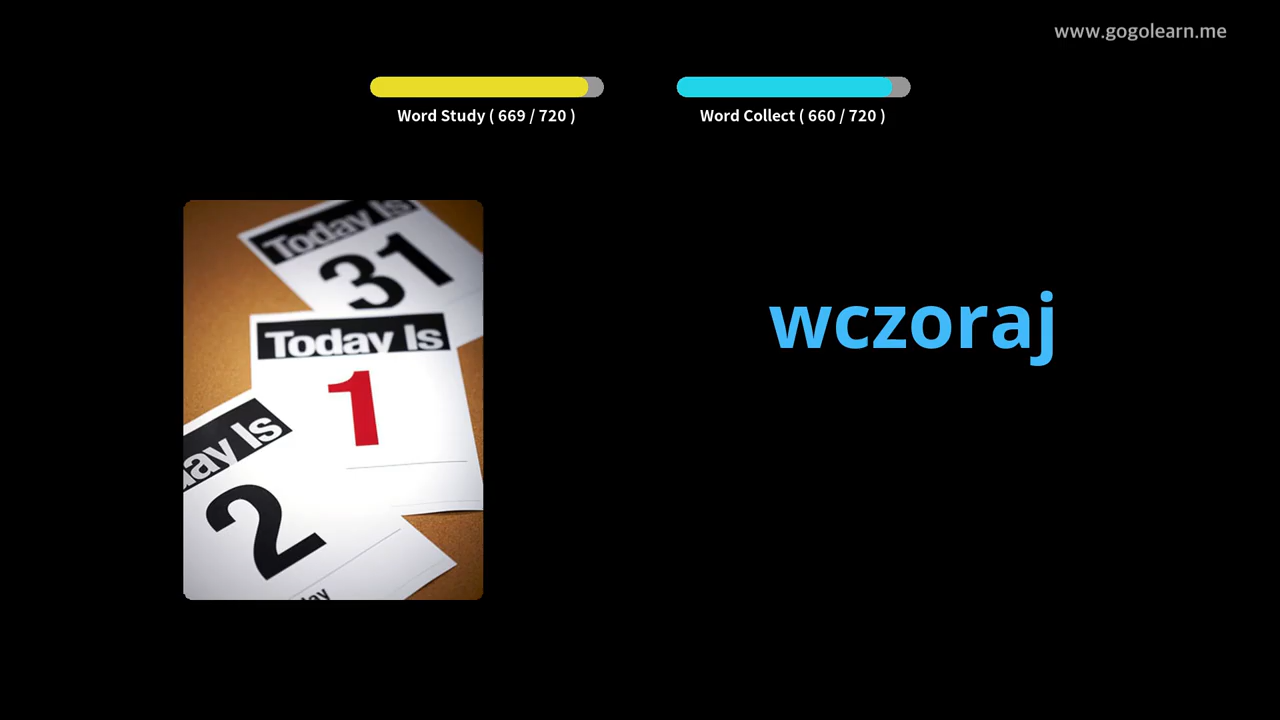 www.gogolearn.me
Word Study ( 669 / 720 )
Word Collect ( 660 / 720 )
Today Is
31
Today Is
1
wczoraj
ay Is
2